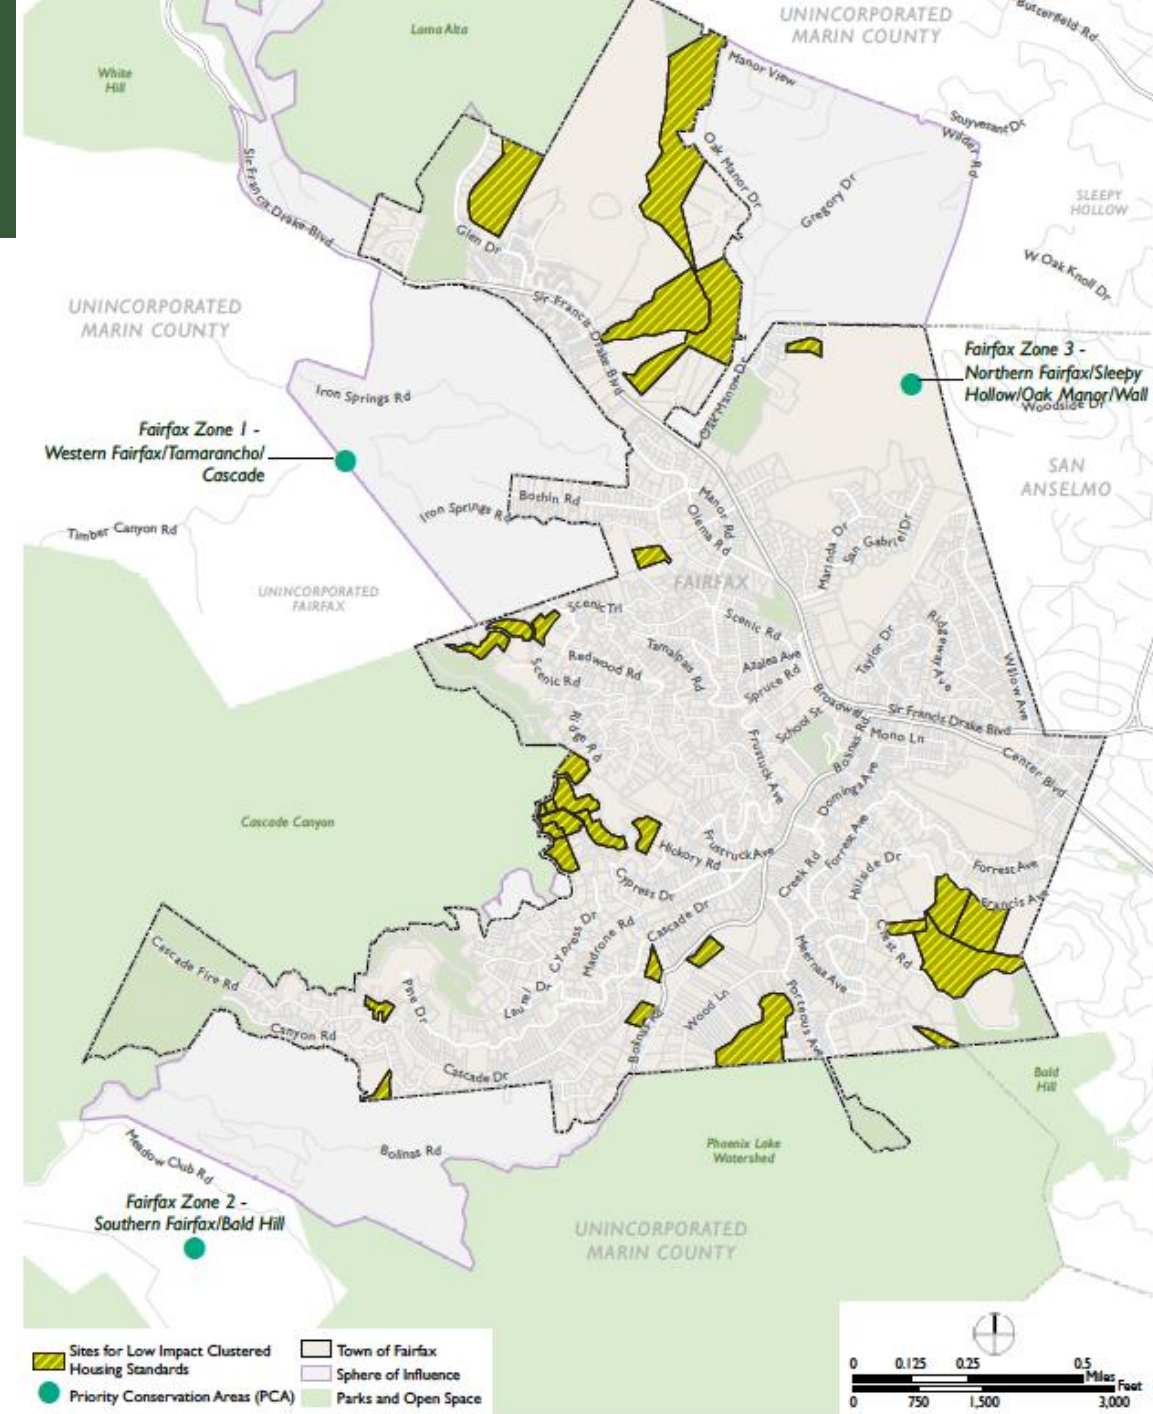 UNINCORPORATED
MARIN COUNTY
Butterfield Rd
Loma Alta
White
Hill
Manor View
Stuyvesant Dr
Wilder Rd
Oak Manor Dr
Sir Francis Drake Blvd
Gregory Dr
SLEEPY
HOLLOW
Glen Dr
W Oak Knoll Dr
UNINCORPORATED
MARIN COUNTY
Sir Francis Drake Blvd
Fairfax Zone 3 -
Northern Fairfax/Sleepy
Hollow/Oak Manor/Wall
Woodside Dr
Oak Manor Dr
Iron Springs Rd
Fairfax Zone 1 -
Western Fairfax/Tamarancho/
Cascade
SAN
ANSELMO
Bothin Rd
Iron Springs Rd
Manor Rd
Olema Rd
Timber Canyon Rd
Marinda Dr
San Gabriel Dr
UNINCORPORATED
FAIRFAX
FAIRFAX
Scenic Trl
Scenic Rd
Ridgeway Ave
Taylor Dr
Tamalpais Rd
Redwood Rd
Azalea Ave
Willow Ave
Scenic Rd
Spruce Rd
Broadway
Sir Francis Drake Blvd
School St
Ridge Rd
Bolinas Rd
Mono Ln
Center Blvd
Frustuck Ave
Dominga Ave
Cascade Canyon
Forrest Ave
Frustruck Ave
Hickory Rd
Hillside Dr
Creek Rd
Forrest Ave
Cypress Dr
Francis Ave
Cascade Dr
Cypress Dr
Madrone Rd
Crest Rd
Cascade Fire Rd
Meernaa Ave
Pine Dr
Laurel Dr
Wood Ln
Porteous Ave
Canyon Rd
Bolinas Rd
Cascade Dr
Bald
Hill
Phoenix Lake
Watershed
Bolinas Rd
Meadow Club Rd
Fairfax Zone 2 -
Southern Fairfax/Bald Hill
UNINCORPORATED
MARIN COUNTY
Sites for Low Impact Clustered
Housing Standards
Priority Conservation Areas (PCA)
Town of Fairfax
Sphere of Influence
Parks and Open Space
0 0.125 0.25 0.5
Miles
Feet
0 750 1,500 3,000